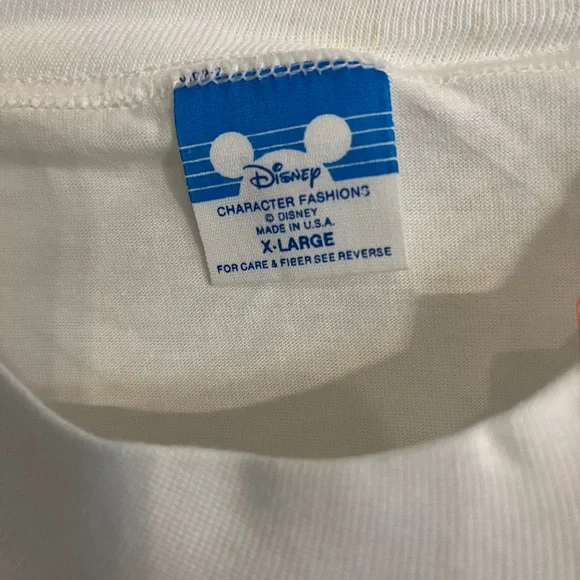 Disney
CHARACTER FASHIONS
© DISNEY
MADE IN U.S.A.
X-LARGE
FOR CARE & FIBER SEE REVERSE